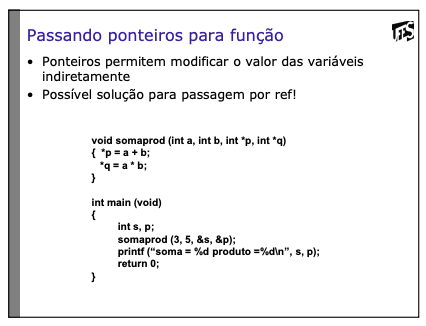 Passando ponteiros para função
• Ponteiros permitem modificar o valor das variáveis
indiretamente
• Possível solução para passagem por ref!
void somaprod (int a, int b, int *p, int *q)
{ *p = a + b;
*q = a * b;
}
int main (void)
{
int s, p;
somaprod (3, 5, &s, &p);
printf (“soma = %d produto =%d\n”, s, p);
return 0;
}